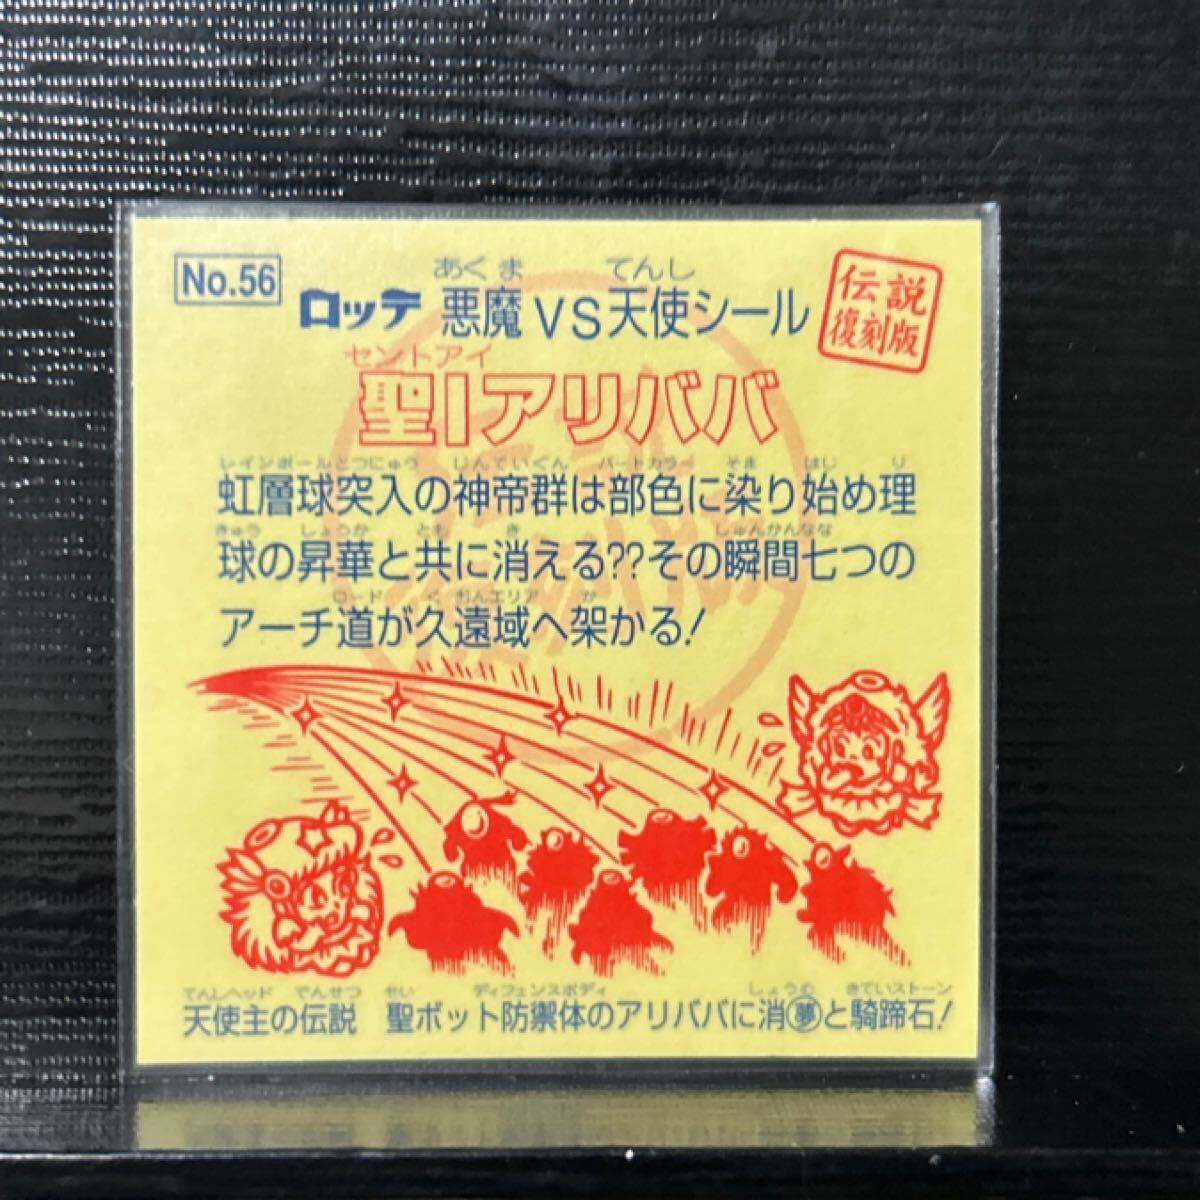 No.56
あくま てんし
ロッテ 悪魔VS天使シール
伝説
復刻版
セントアイ
聖Iアリババ
レインボールとつにゅう じんていぐん パートカラー そま はじ り
虹層球突入の神帝群は部色に染り始め理
きゅう しょうか とも き しゅんかんなな
球の昇華と共に消える??その瞬間七つの
ロード く おんエリア か
アーチ道が久遠域へ架かる!
てんしヘッド でんせつ せい ディフェンスボディ しょうむ きていストーン
天使主の伝説 聖ボット防禦体のアリババに消夢と騎蹄石!